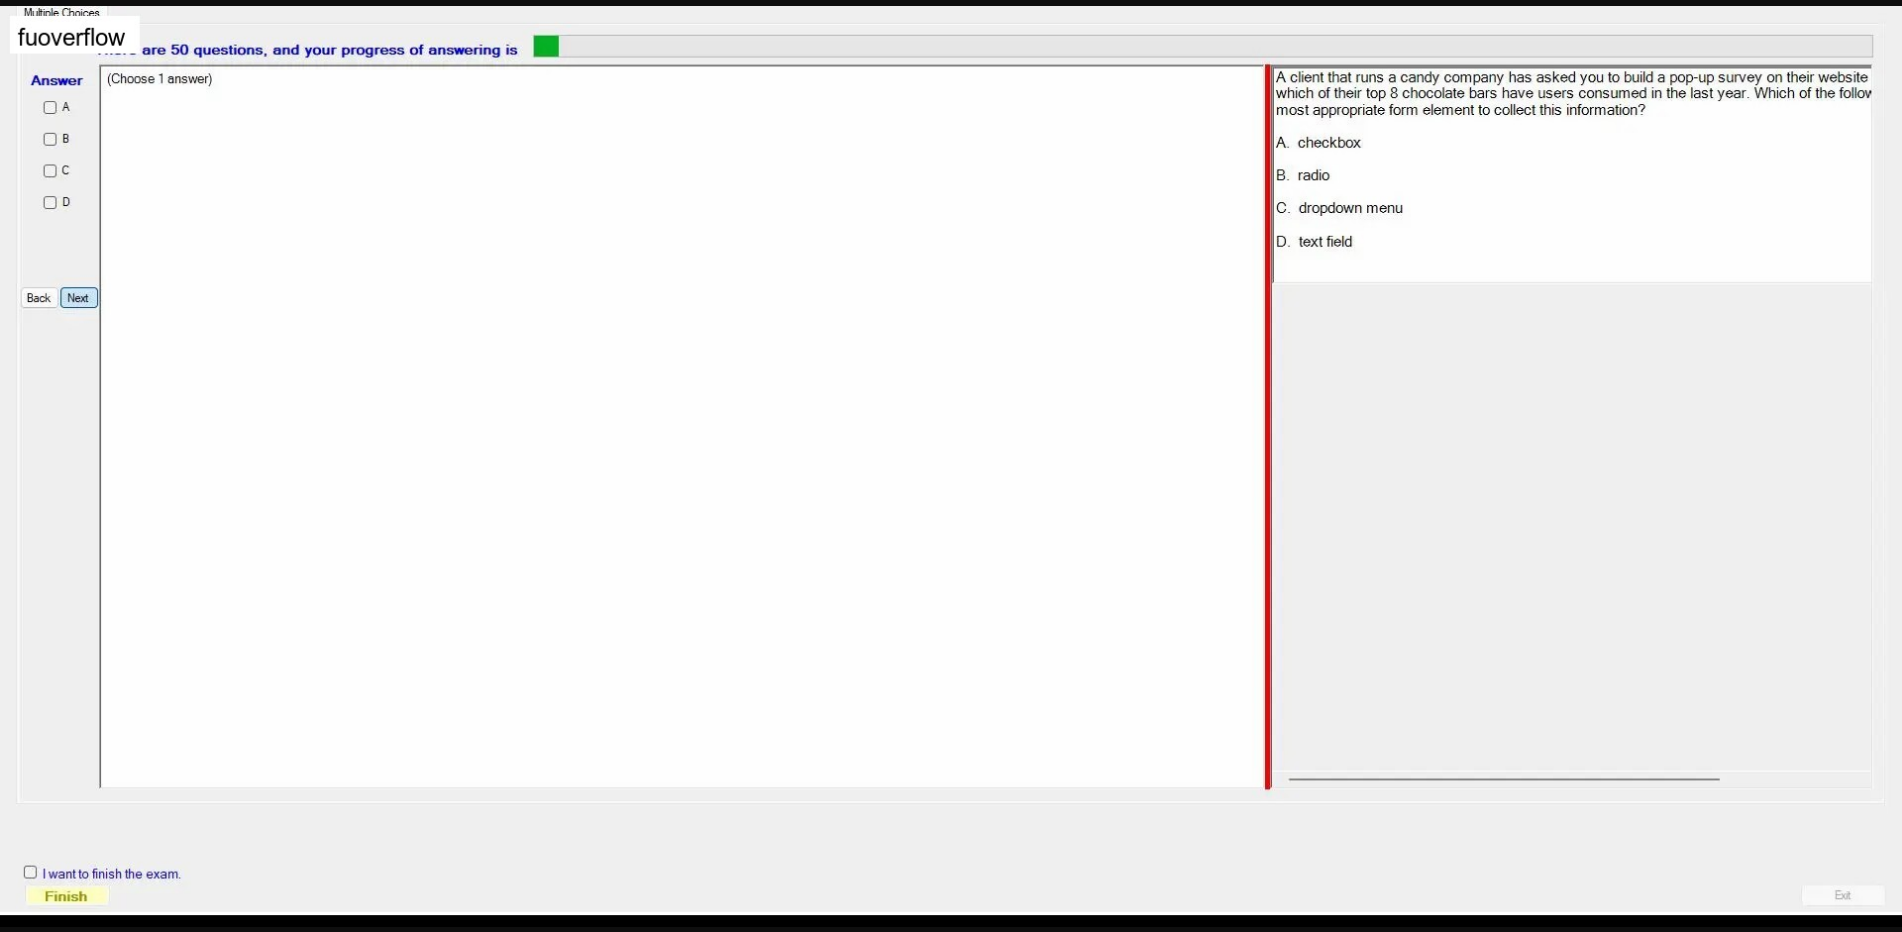 Multiple Choices
fuoverflow
are 50 questions, and your progress of answering is
Answer
(Choose 1 answer)
A
B
C
D
Back Next
A client that runs a candy company has asked you to build a pop-up survey on their website
which of their top 8 chocolate bars have users consumed in the last year. Which of the follow
most appropriate form element to collect this information?
A. checkbox
B. radio
C. dropdown menu
D. text field
I want to finish the exam.
Finish
Exit